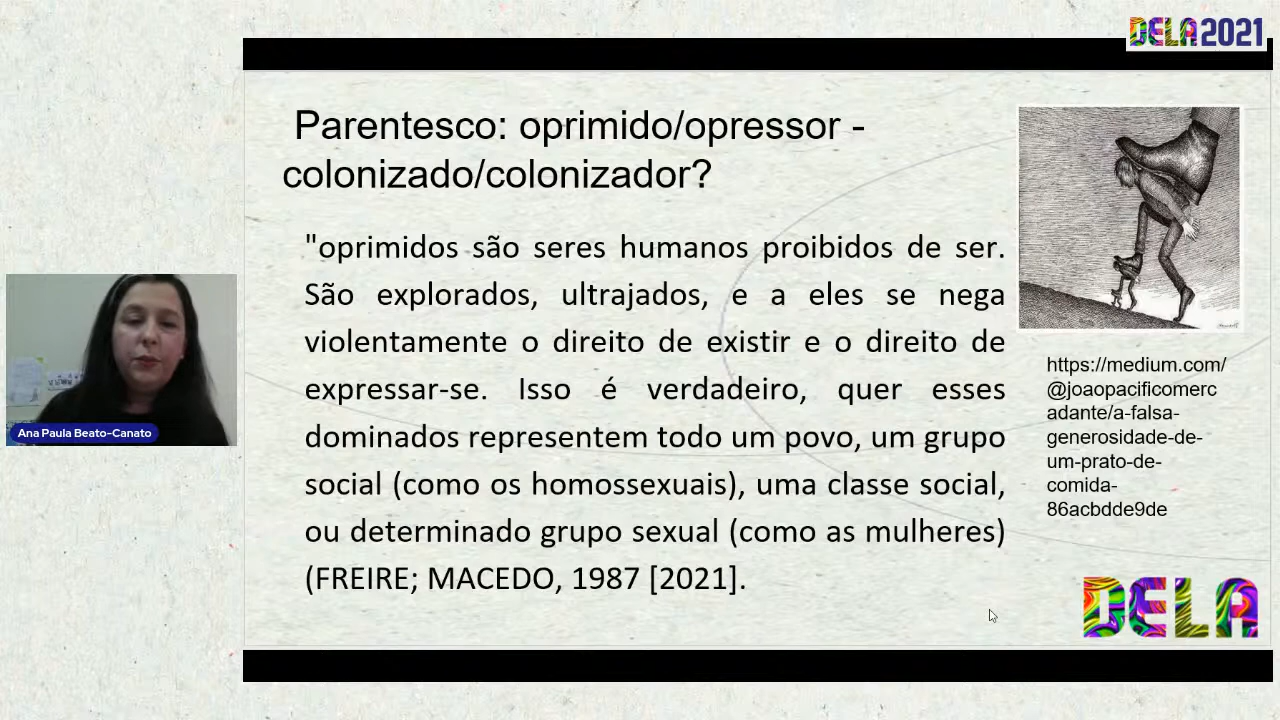 DELA 2021
Parentesco: oprimido/opressor -
colonizado/colonizador?
"oprimidos são seres humanos proibidos de ser.
São explorados, ultrajados, e a eles se nega
violentamente o direito de existir e o direito de
expressar-se. Isso é verdadeiro, quer esses
dominados representem todo um povo, um grupo
social (como os homossexuais), uma classe social,
ou determinado grupo sexual (como as mulheres)
(FREIRE; MACEDO, 1987 [2021].
https://medium.com/
@joaopacificomerc
adante/a-falsa-
generosidade-de-
um-prato-de-
comida-
86acbdde9de
Ana Paula Beato-Canato
DELA